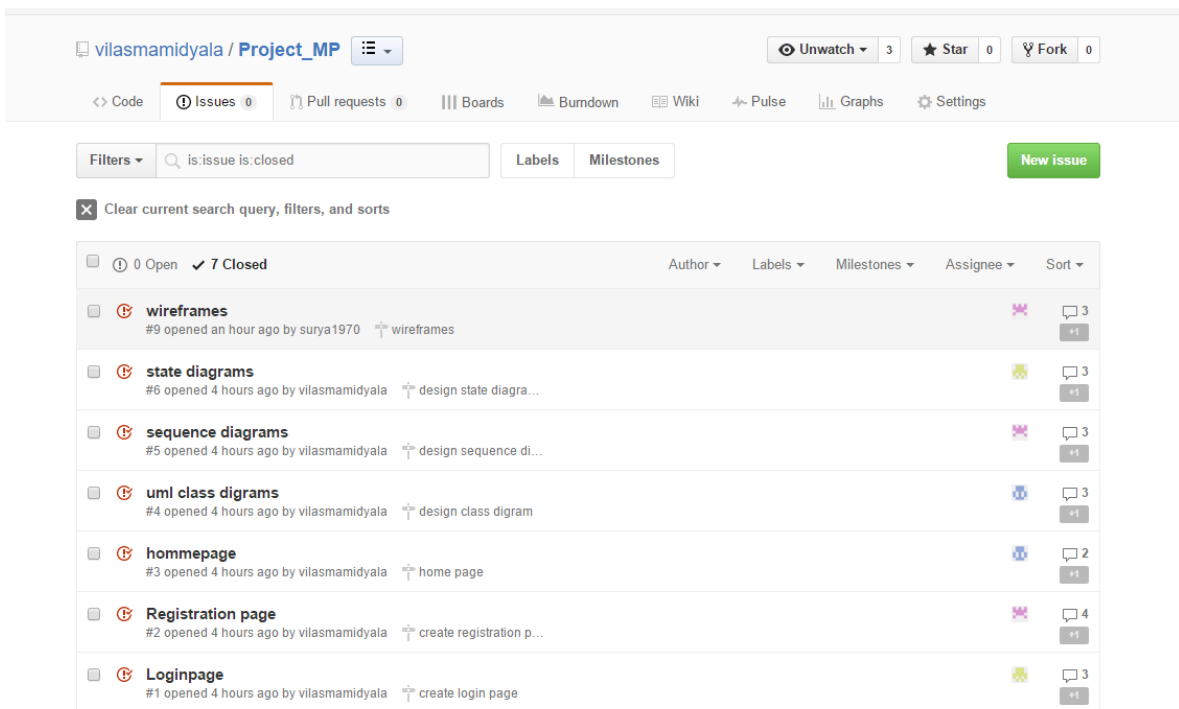 vilasmamidyala / Project_MP
Unwatch 3 Star 0 Fork 0
Code Issues 0 Pull requests 0 Boards Burndown Wiki Pulse Graphs Settings
Filters is:issue is:closed Labels Milestones New issue
Clear current search query, filters, and sorts
0 Open 7 Closed Author Labels Milestones Assignee Sort
wireframes 3
#9 opened an hour ago by surya1970 wireframes +1
state diagrams 3
#6 opened 4 hours ago by vilasmamidyala design state diagra... +1
sequence diagrams 3
#5 opened 4 hours ago by vilasmamidyala design sequence di... +1
uml class digrams 3
#4 opened 4 hours ago by vilasmamidyala design class digram +1
hommepage 2
#3 opened 4 hours ago by vilasmamidyala home page +1
Registration page 4
#2 opened 4 hours ago by vilasmamidyala create registration p... +1
Loginpage 3
#1 opened 4 hours ago by vilasmamidyala create login page +1